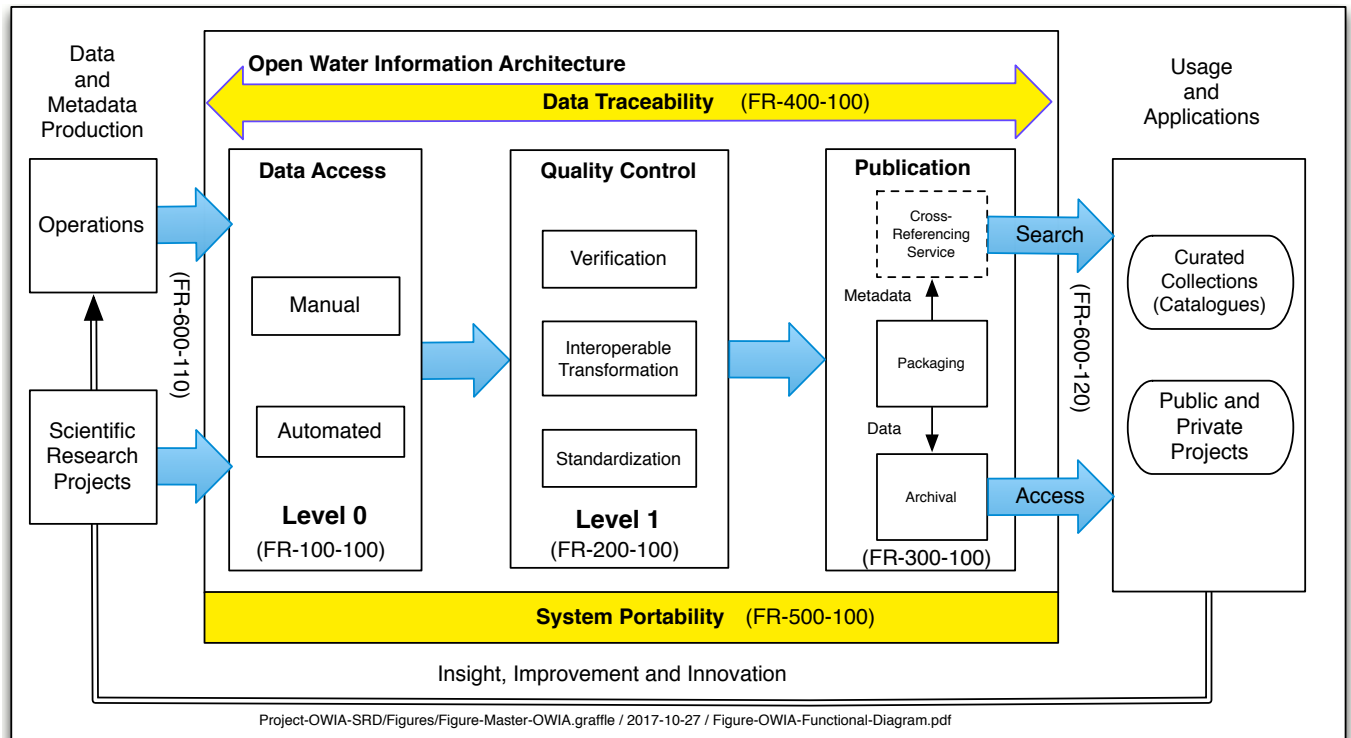 Data
and
Metadata
Production
Operations
Scientific
Research
Projects
(FR-600-110)
Open Water Information Architecture
Data Traceability (FR-400-100)
Data Access
Manual
Automated
Level 0
(FR-100-100)
Quality Control
Verification
Interoperable
Transformation
Standardization
Level 1
(FR-200-100)
Publication
Cross-
Referencing
Service
Metadata
Packaging
Data
Archival
(FR-300-100)
Search
(FR-600-120)
Access
Usage
and
Applications
Curated
Collections
(Catalogues)
Public and
Private
Projects
System Portability (FR-500-100)
Insight, Improvement and Innovation
Project-OWIA-SRD/Figures/Figure-Master-OWIA.graffle / 2017-10-27 / Figure-OWIA-Functional-Diagram.pdf